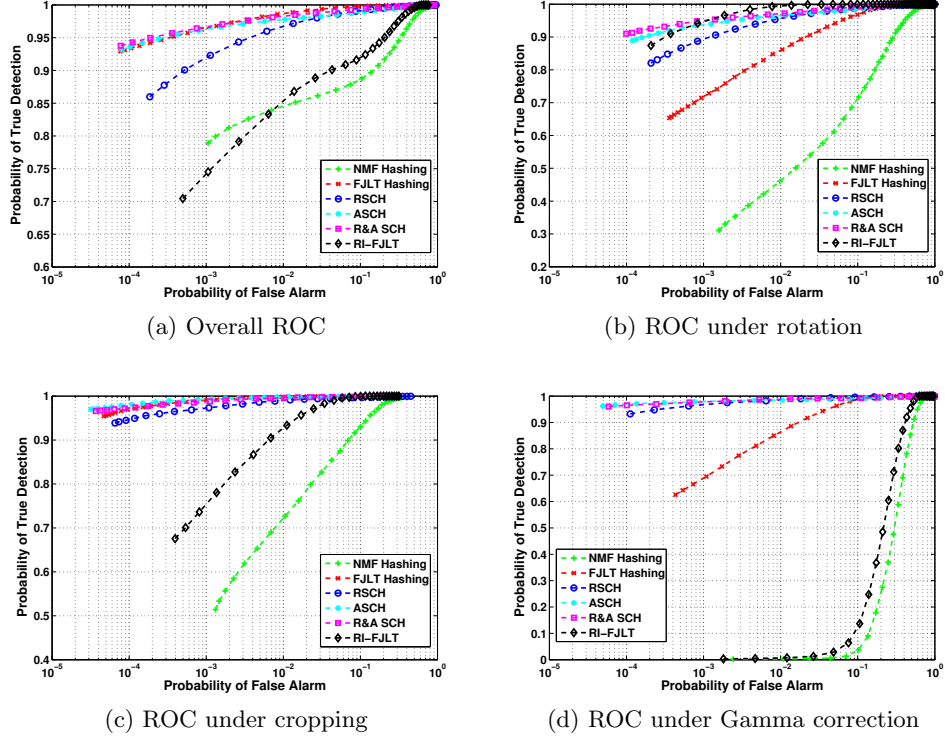 1
0.95
0.9
0.85
0.8
0.75
0.7
0.65
0.6
Probability of True Detection
10^-5 10^-4 10^-3 10^-2 10^-1 10^0
Probability of False Alarm
NMF Hashing
FJLT Hashing
RSCH
ASCH
R&A SCH
RI-FJLT
(a) Overall ROC
1
0.9
0.8
0.7
0.6
0.5
0.4
0.3
0.2
Probability of True Detection
10^-5 10^-4 10^-3 10^-2 10^-1 10^0
Probability of False Alarm
NMF Hashing
FJLT Hashing
RSCH
ASCH
R&A SCH
RI-FJLT
(b) ROC under rotation
1
0.9
0.8
0.7
0.6
0.5
0.4
Probability of True Detection
10^-5 10^-4 10^-3 10^-2 10^-1 10^0
Probability of False Alarm
NMF Hashing
FJLT Hashing
RSCH
ASCH
R&A SCH
RI-FJLT
(c) ROC under cropping
1
0.9
0.8
0.7
0.6
0.5
0.4
0.3
0.2
0.1
0
Probability of True Detection
10^-5 10^-4 10^-3 10^-2 10^-1 10^0
Probability of False Alarm
NMF Hashing
FJLT Hashing
RSCH
ASCH
R&A SCH
RI-FJLT
(d) ROC under Gamma correction